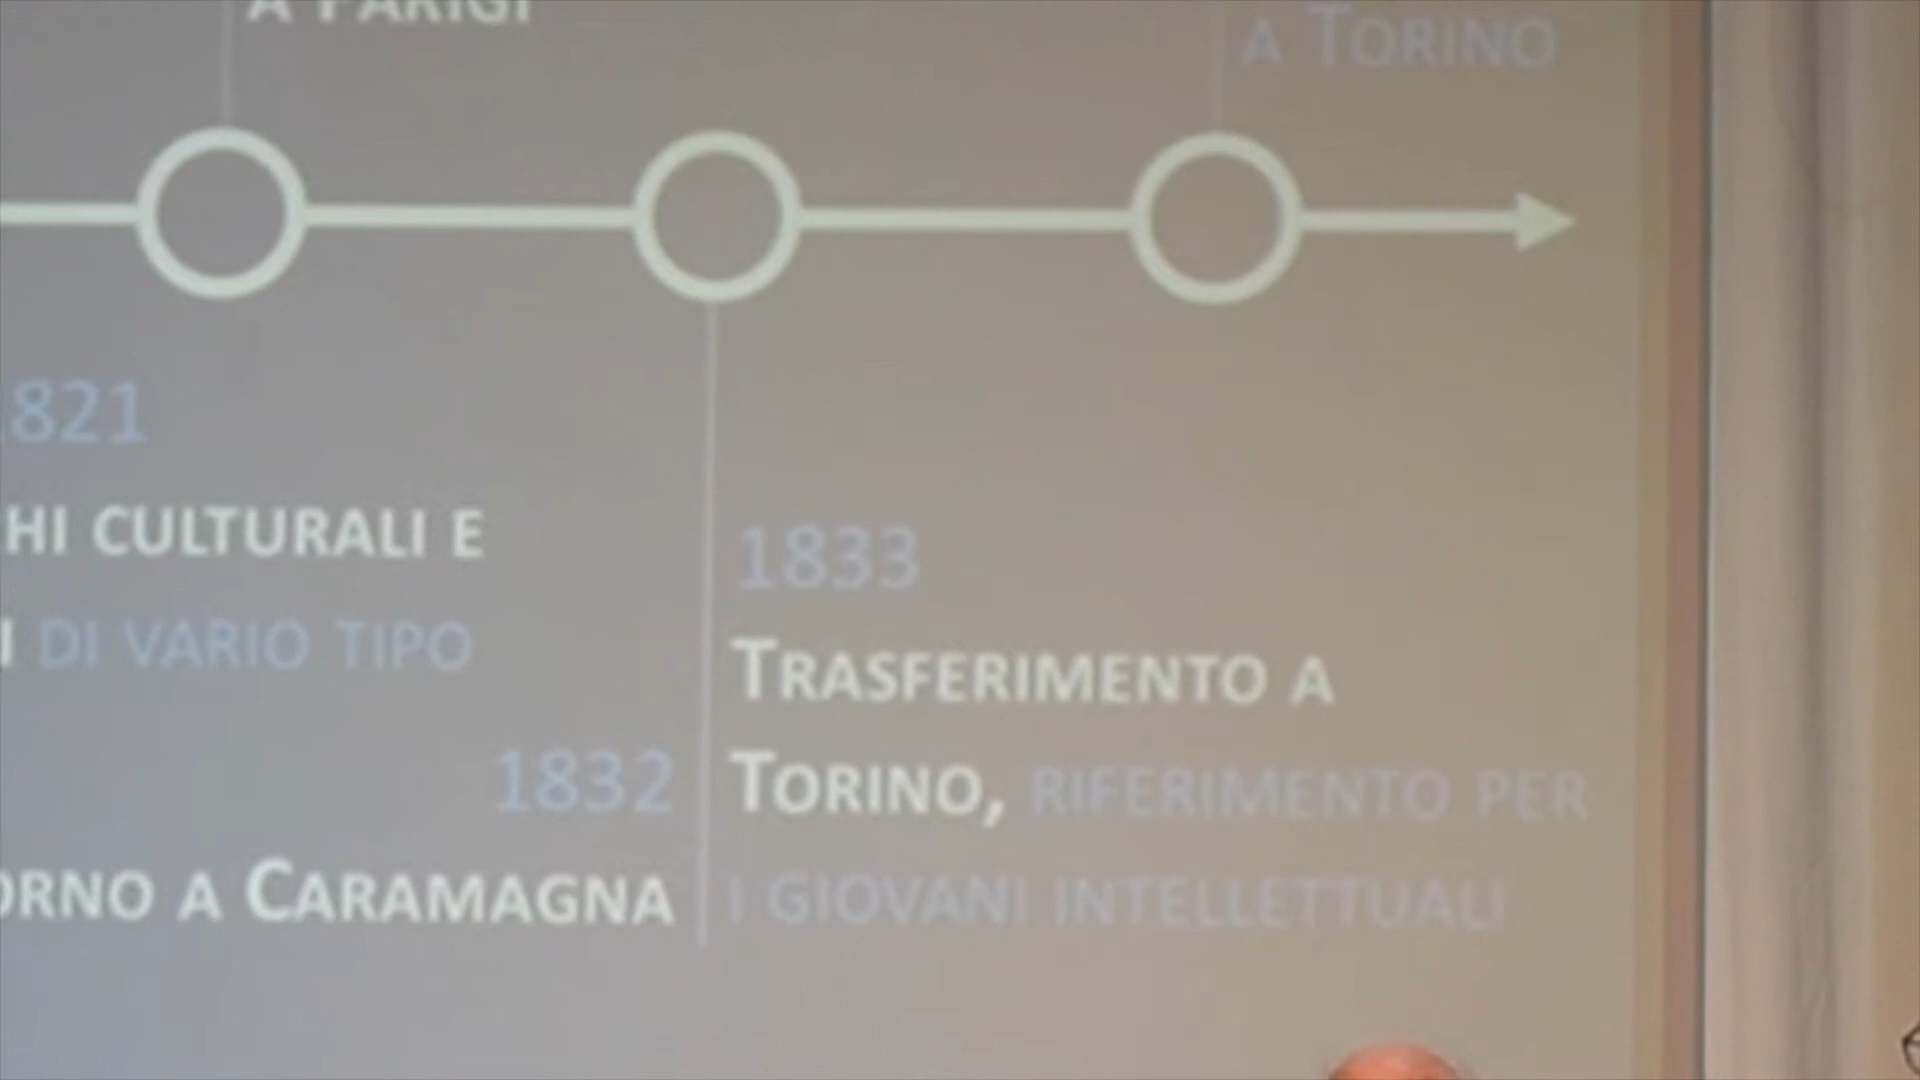 A PARIGI
A TORINO
821
HI CULTURALI E
I DI VARIO TIPO
1833
TRASFERIMENTO A
TORINO, RIFERIMENTO PER
I GIOVANI INTELLETTUALI
1832
ORNO A CARAMAGNA